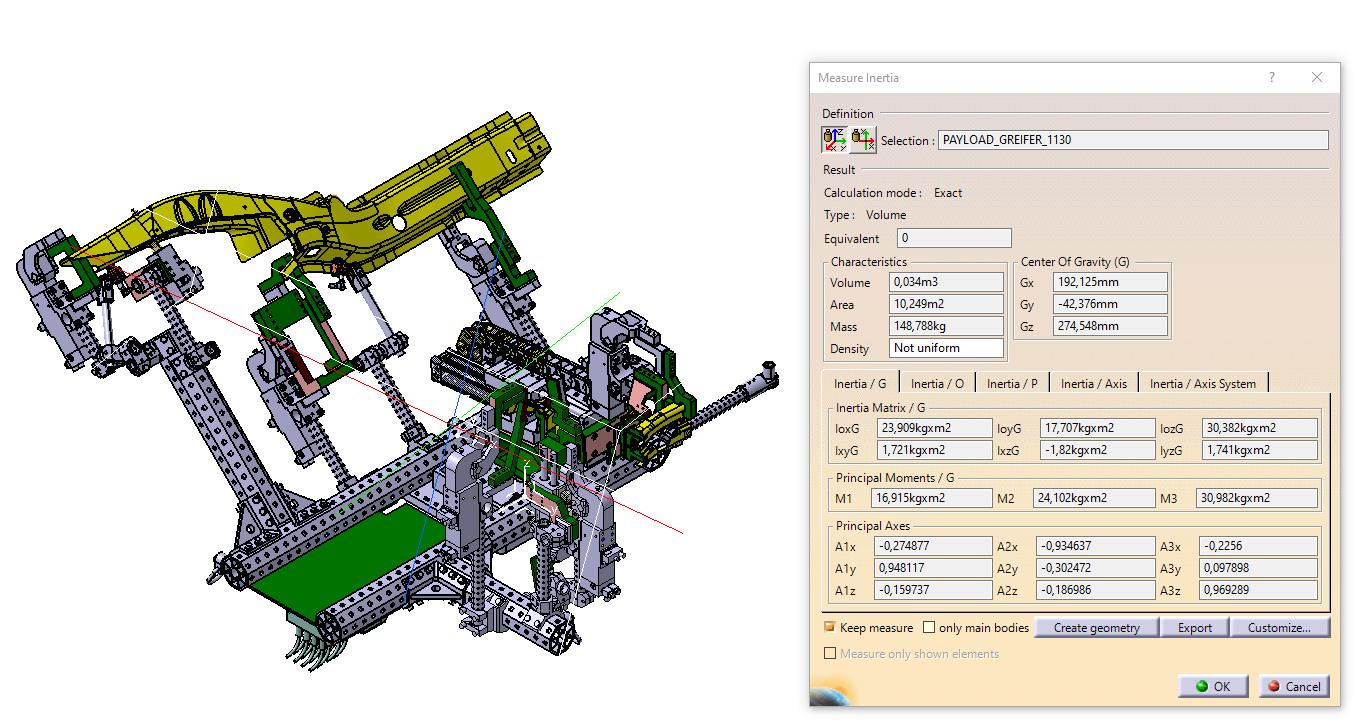 Measure Inertia ?
Definition
Selection : PAYLOAD_GREIFER_1130
Result
Calculation mode : Exact
Type : Volume
Equivalent 0
Characteristics
Volume 0,034m3
Area 10,249m2
Mass 148,788kg
Density Not uniform
Center Of Gravity (G)
Gx 192,125mm
Gy -42,376mm
Gz 274,548mm
Inertia / G Inertia / O Inertia / P Inertia / Axis Inertia / Axis System
Inertia Matrix / G
IoxG 23,909kgxm2 IoyG 17,707kgxm2 IozG 30,382kgxm2
IxyG 1,721kgxm2 IxzG -1,82kgxm2 IyzG 1,741kgxm2
Principal Moments / G
M1 16,915kgxm2 M2 24,102kgxm2 M3 30,982kgxm2
Principal Axes
A1x -0,274877 A2x -0,934637 A3x -0,2256
A1y 0,948117 A2y -0,302472 A3y 0,097898
A1z -0,159737 A2z -0,186986 A3z 0,969289
Keep measure only main bodies Create geometry Export Customize...
Measure only shown elements
OK Cancel